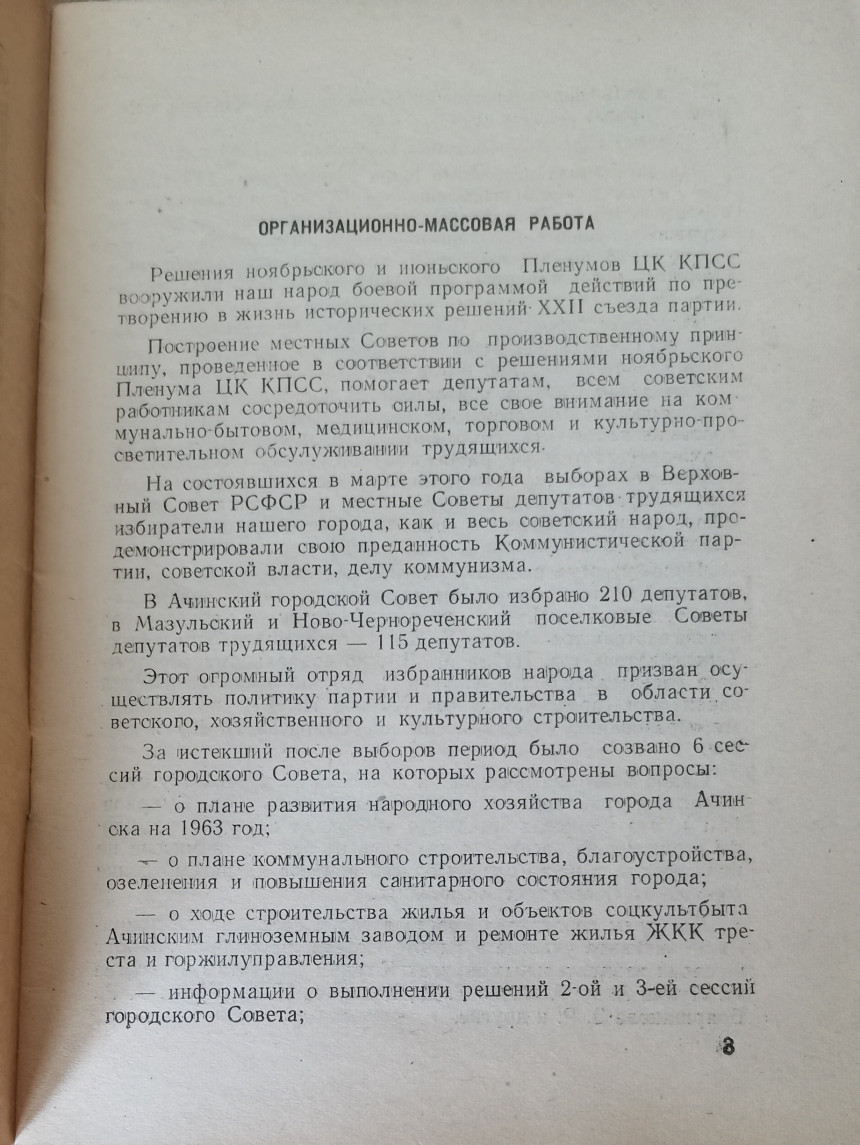 ОРГАНИЗАЦИОННО-МАССОВАЯ РАБОТА
Решения ноябрьского и июньского Пленумов ЦК КПСС
вооружили наш народ боевой программой действий по пре-
творению в жизнь исторических решений XXII съезда партии.
Построение местных Советов по производственному прин-
ципу, проведенное в соответствии с решениями ноябрьского
Пленума ЦК КПСС, помогает депутатам, всем советским
работникам сосредоточить силы, все свое внимание на ком-
мунально-бытовом, медицинском, торговом и культурно-про-
светительном обсулуживании трудящихся.
На состоявшихся в марте этого года выборах в Верхов-
ный Совет РСФСР и местные Советы депутатов трудящихся
избиратели нашего города, как и весь советский народ, про-
демонстрировали свою преданность Коммунистической пар-
тии, советской власти, делу коммунизма.
В Ачинский городской Совет было избрано 210 депутатов,
в Мазульский и Ново-Чернореченский поселковые Советы
депутатов трудящихся — 115 депутатов.
Этот огромный отряд избранников народа призван осу-
ществлять политику партии и правительства в области со-
ветского, хозяйственного и культурного строительства.
За истекший после выборов период было созвано 6 сес-
сий городского Совета, на которых рассмотрены вопросы:
— о плане развития народного хозяйства города Ачин-
ска на 1963 год;
— о плане коммунального строительства, благоустройства,
озеленения и повышения санитарного состояния города;
— о ходе строительства жилья и объектов соцкультбыта
Ачинским глиноземным заводом и ремонте жилья ЖКК тре-
ста и горжилуправления;
— информации о выполнении решений 2-ой и 3-ей сессий
городского Совета;
3